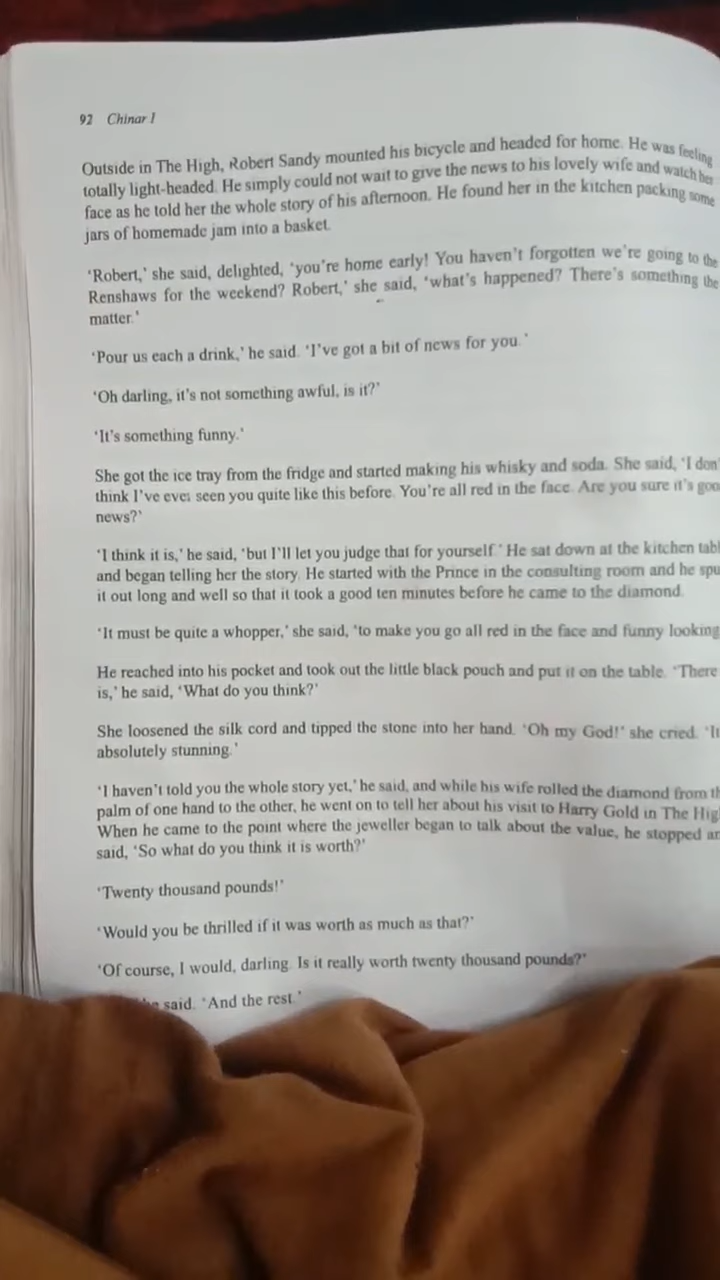 92 Chinar I
Outside in The High, Robert Sandy mounted his bicycle and headed for home. He was feeling
totally light-headed. He simply could not wait to give the news to his lovely wife and watch her
face as he told her the whole story of his afternoon. He found her in the kitchen packing some
jars of homemade jam into a basket.
‘Robert,’ she said, delighted, ‘you’re home early! You haven’t forgotten we’re going to the
Renshaws for the weekend? Robert,’ she said, ‘what’s happened? There’s something the
matter.’
‘Pour us each a drink,’ he said. ‘I’ve got a bit of news for you.’
‘Oh darling, it’s not something awful, is it?’
‘It’s something funny.’
She got the ice tray from the fridge and started making his whisky and soda. She said, ‘I don’
think I’ve ever seen you quite like this before. You’re all red in the face. Are you sure it’s
news?’
‘I think it is,’ he said, ‘but I’ll let you judge that for yourself.’ He sat down at the kitchen
and began telling her the story. He started with the Prince in the consulting room and he
it out long and well so that it took a good ten minutes before he came to the diamond.
‘It must be quite a whopper,’ she said, ‘to make you go all red in the face and funny looking
He reached into his pocket and took out the little black pouch and put it on the table. ‘There
is,’ he said, ‘What do you think?’
She loosened the silk cord and tipped the stone into her hand. ‘Oh my God!’ she cried.
absolutely stunning.’
‘I haven’t told you the whole story yet,’ he said, and while his wife rolled the diamond from
palm of one hand to the other, he went on to tell her about his visit to Harry Gold in The
When he came to the point where the jeweller began to talk about the value, he stopped
said, ‘So what do you think it is worth?’
‘Twenty thousand pounds!’
‘Would you be thrilled if it was worth as much as that?’
‘Of course, I would, darling. Is it really worth twenty thousand pounds?’
said. ‘And the rest.’